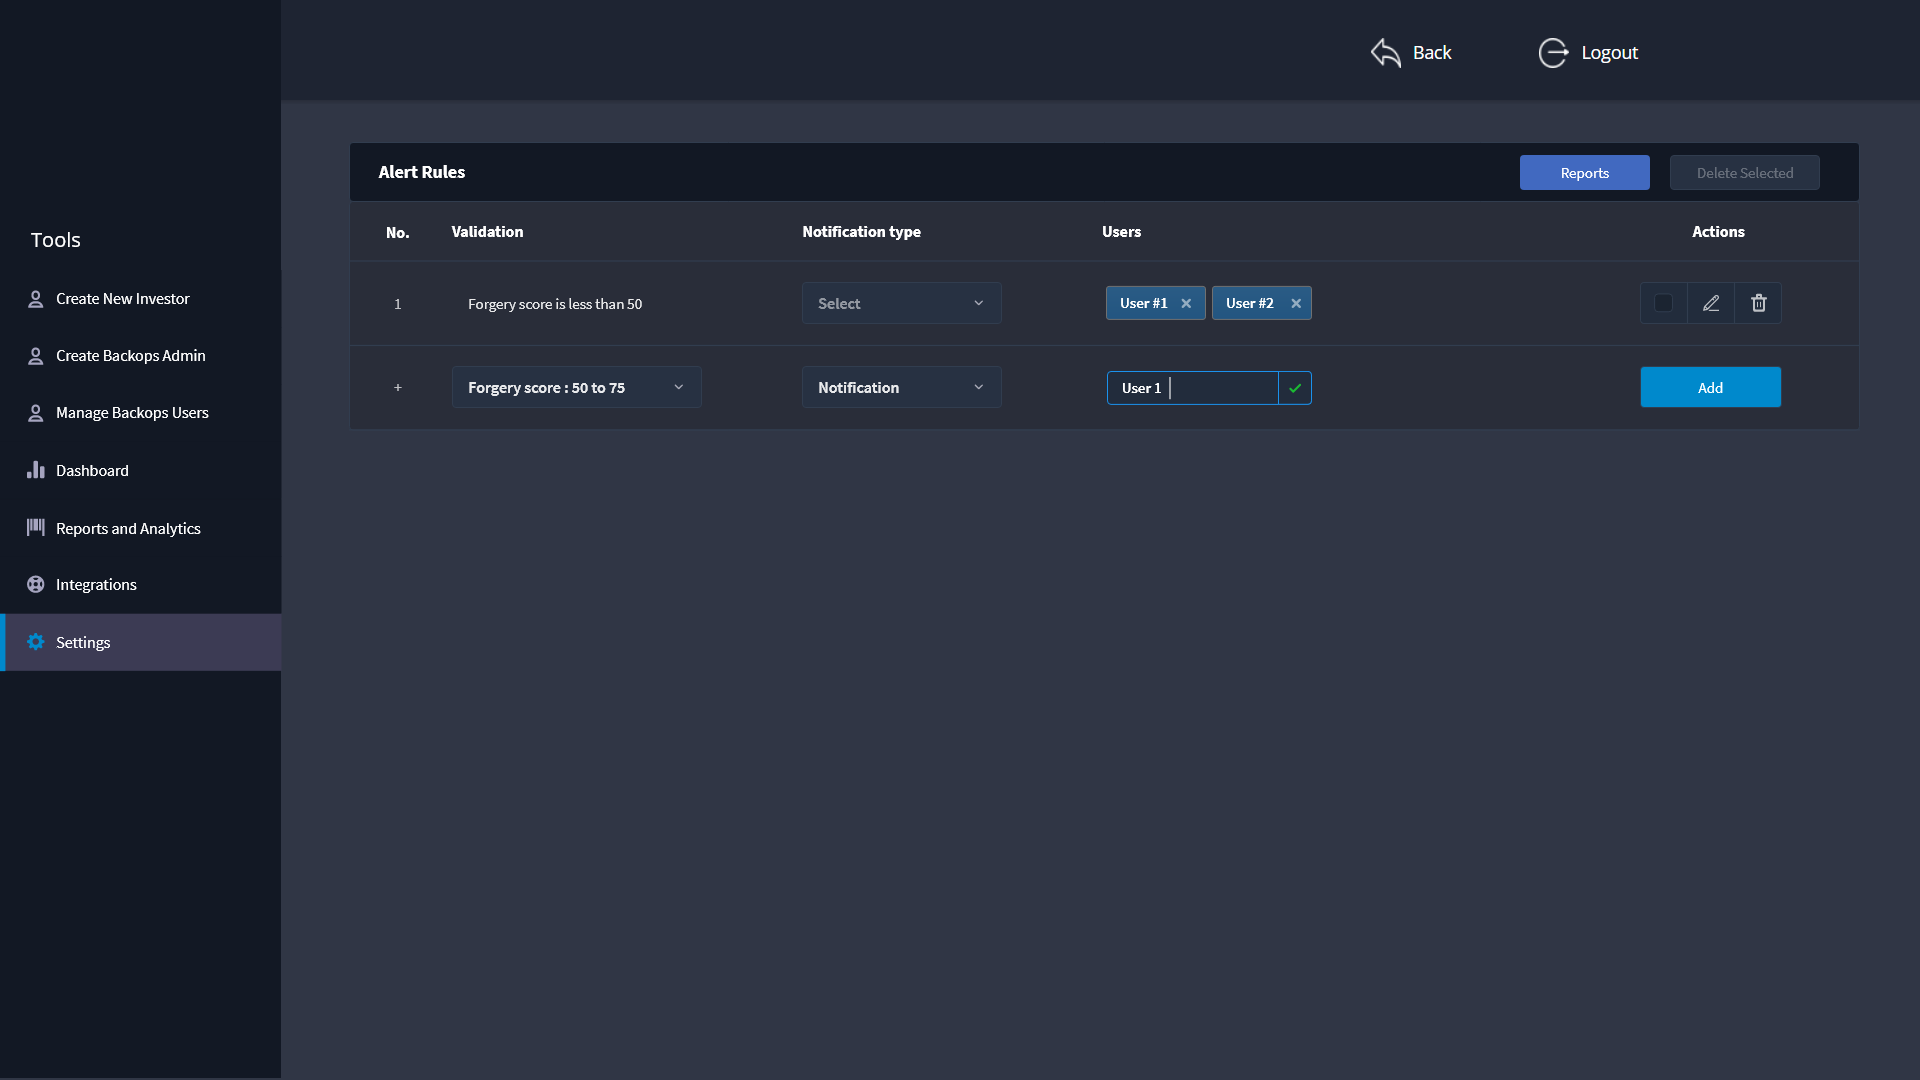 Back
Logout
Tools
Create New Investor
Create Backops Admin
Manage Backops Users
Dashboard
Reports and Analytics
Integrations
Settings
Alert Rules
Reports
Delete Selected
No.
Validation
Notification type
Users
Actions
1
Forgery score is less than 50
Select
User #1
User #2
+
Forgery score : 50 to 75
Notification
User 1
Add